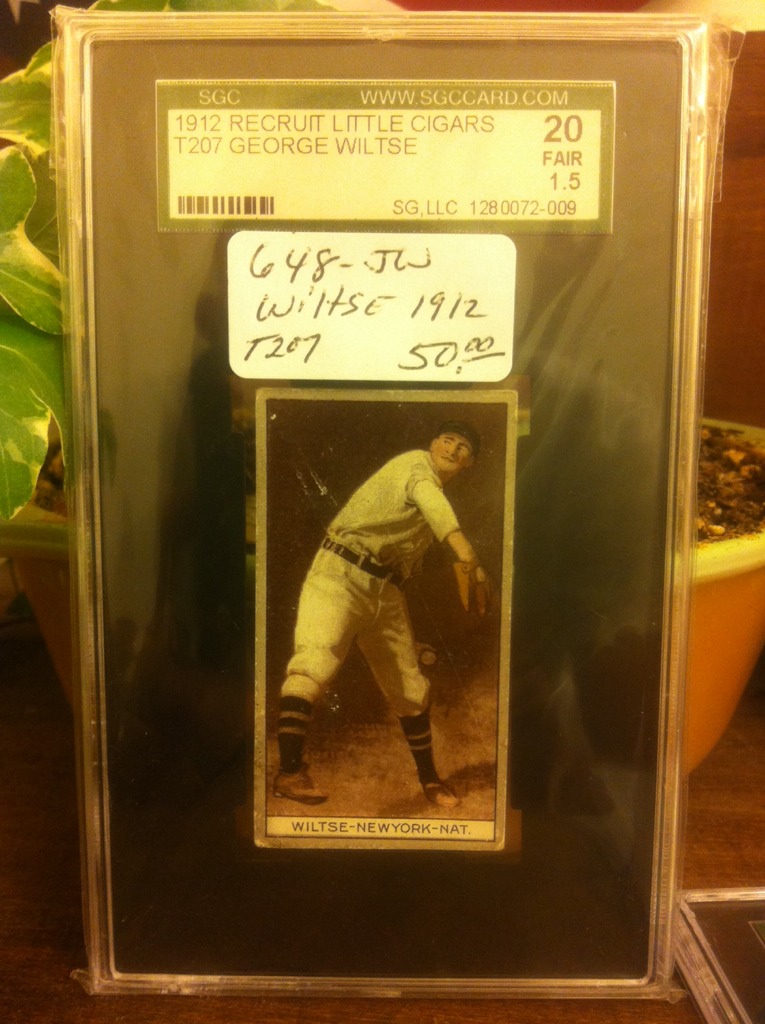 SGC WWW.SGCCARD.COM
1912 RECRUIT LITTLE CIGARS 20
T207 GEORGE WILTSE FAIR
1.5
SG,LLC 1280072-009
648-JW
Wiltse 1912
T207 50.00
WILTSE-NEWYORK-NAT.